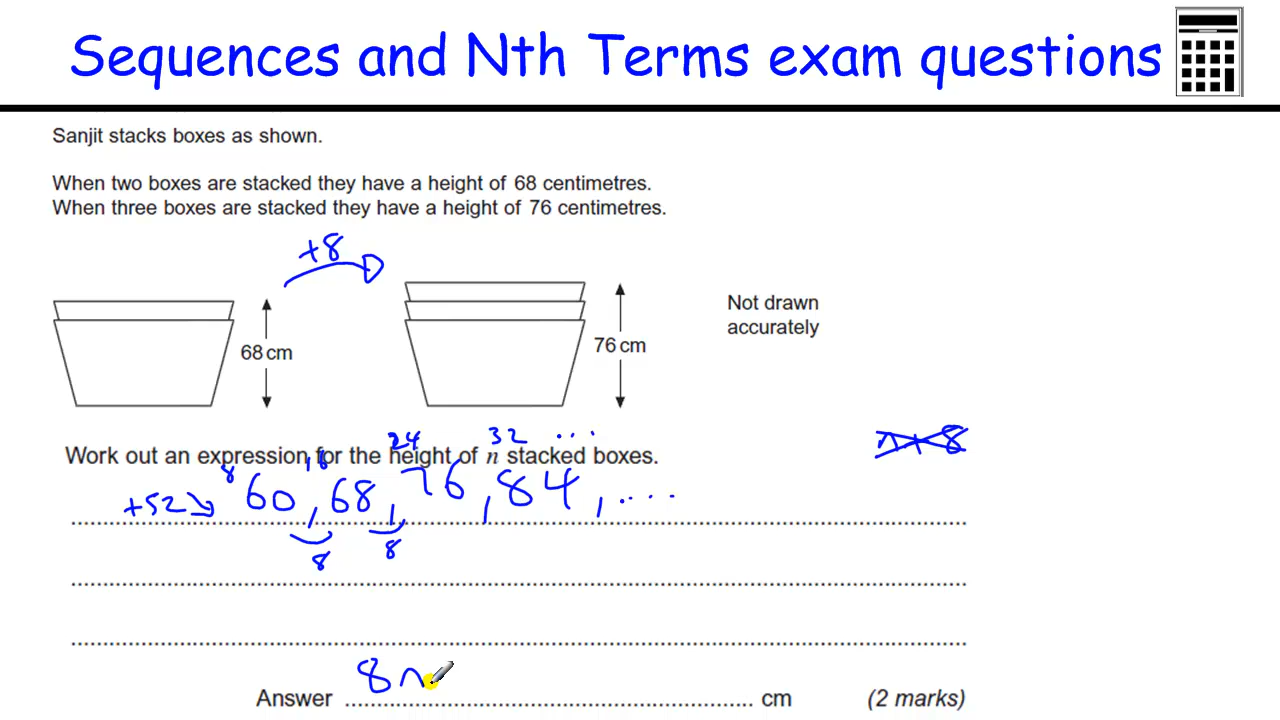 Sequences and Nth Terms exam questions
Sanjit stacks boxes as shown.
When two boxes are stacked they have a height of 68 centimetres.
When three boxes are stacked they have a height of 76 centimetres.
+8
68 cm
76 cm
Not drawn
accurately
n+8
24 32 ...
Work out an expression for the height of n stacked boxes.
8 16
+52 60, 68, 76, 84, ....
8 8
8n
Answer .......... cm (2 marks)